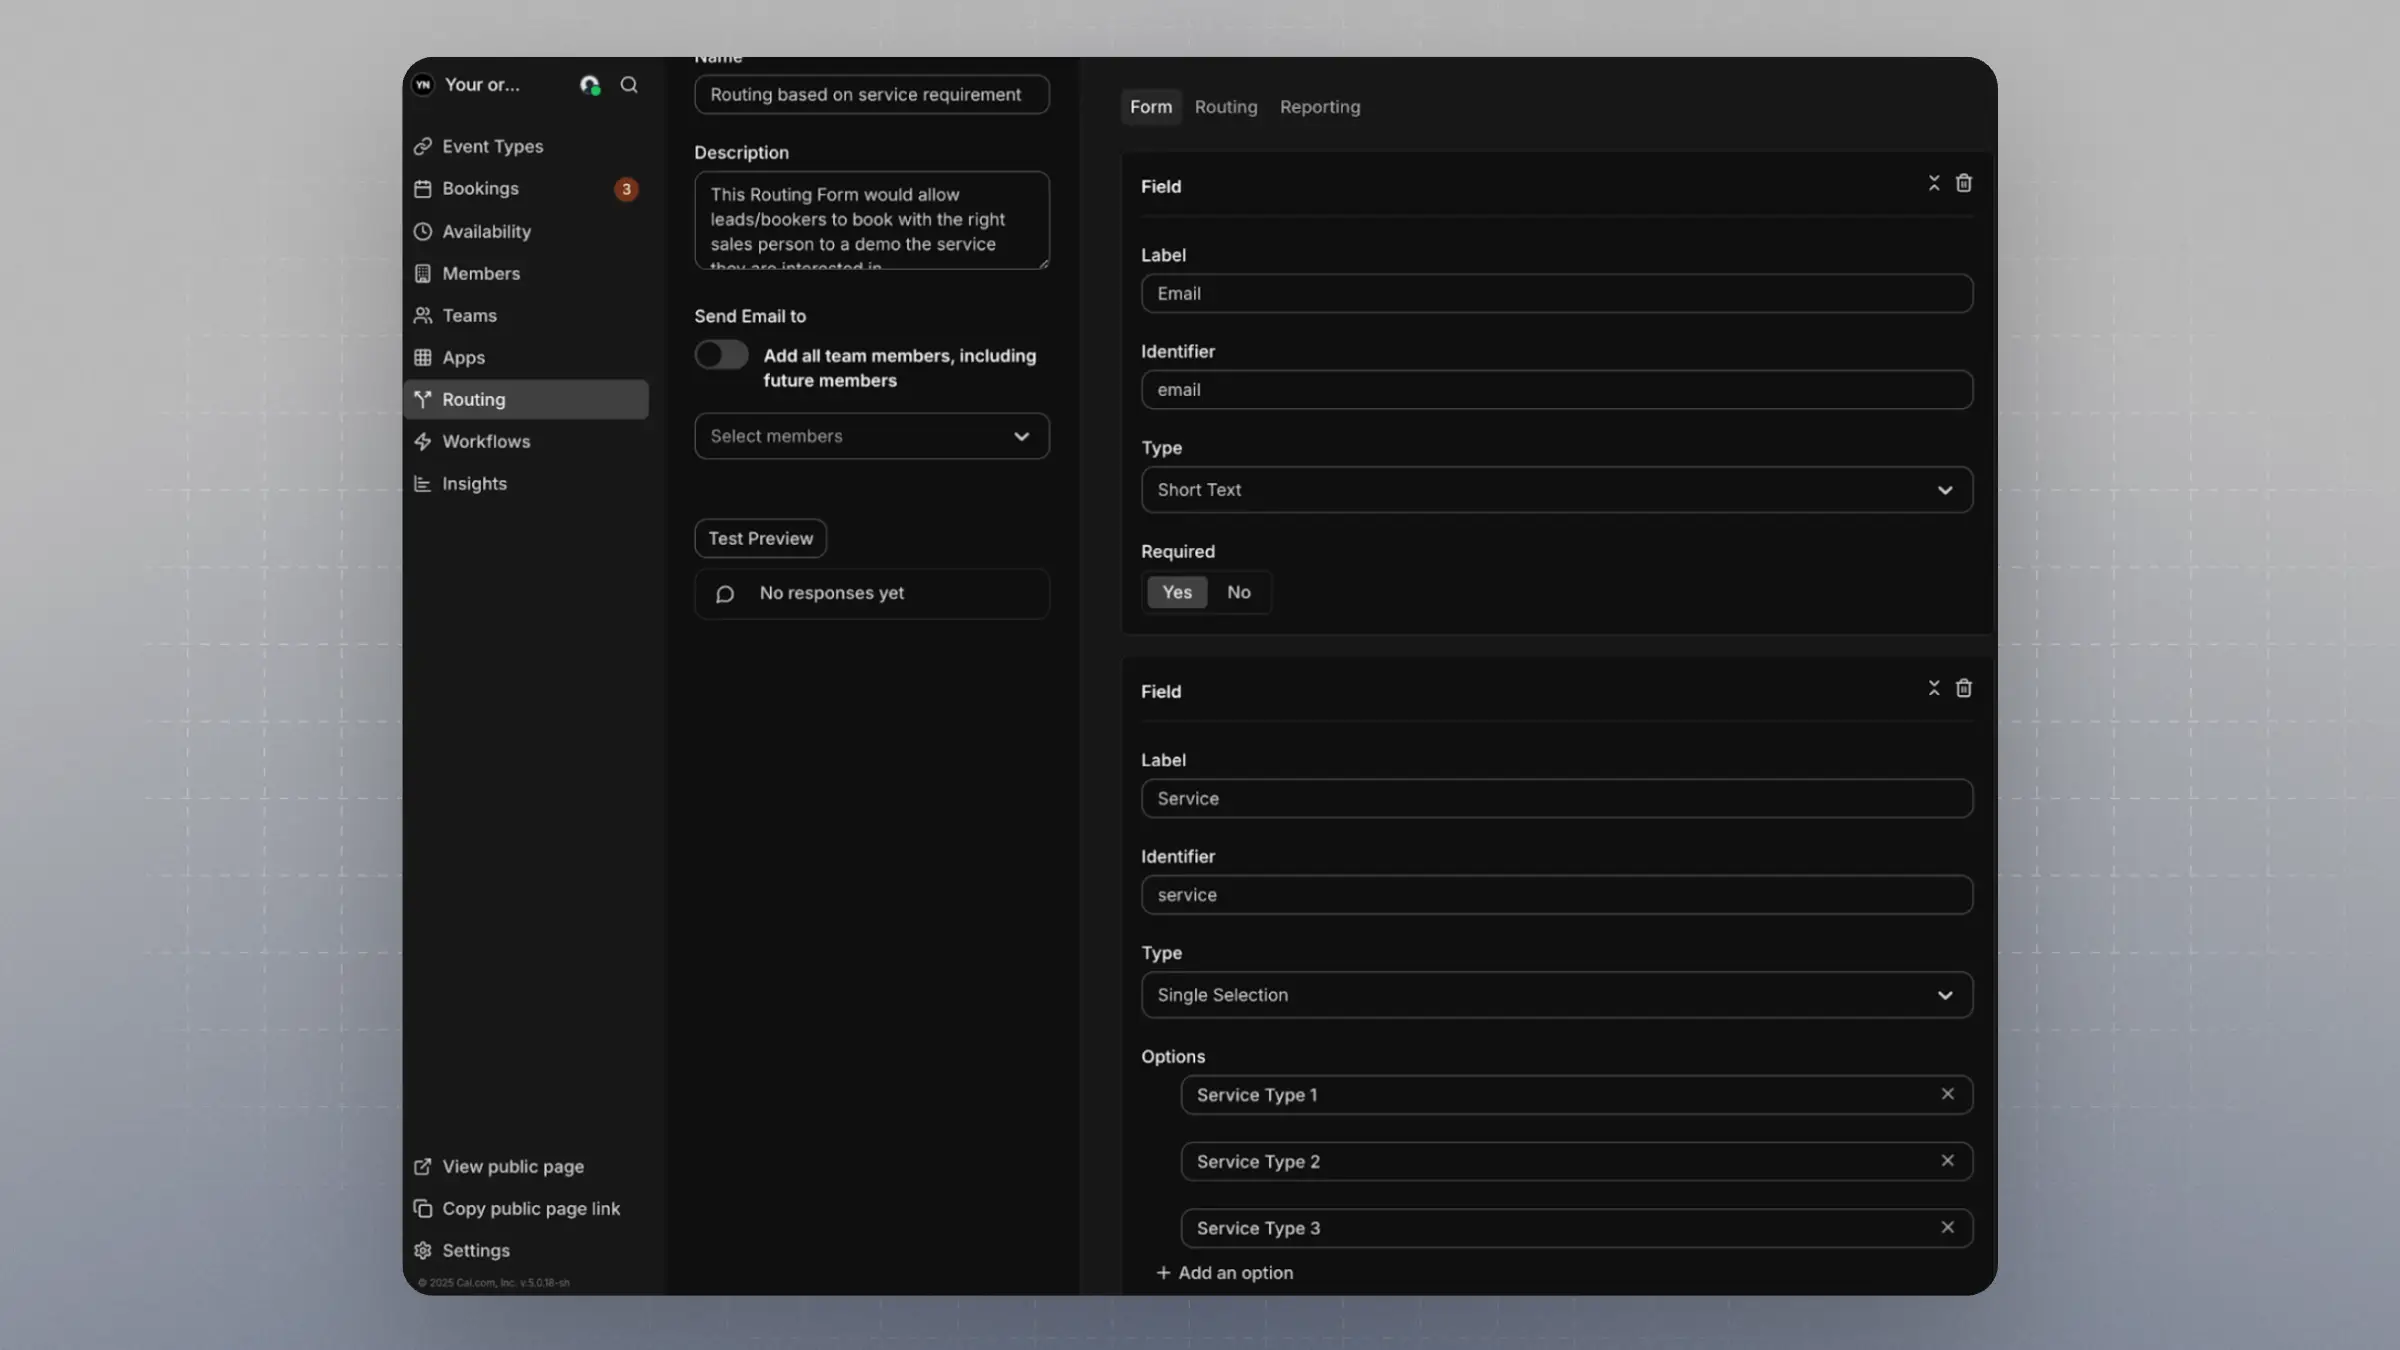 YN Your or...
Event Types
Bookings 3
Availability
Members
Teams
Apps
Routing
Workflows
Insights
View public page
Copy public page link
Settings
© 2025 Cal.com, Inc. v.5.0.18-sh
Name
Routing based on service requirement
Description
This Routing Form would allow
leads/bookers to book with the right
sales person to a demo the service
they are interested in
Send Email to
Add all team members, including
future members
Select members
Test Preview
No responses yet
Form Routing Reporting
Field
Label
Email
Identifier
email
Type
Short Text
Required
Yes No
Field
Label
Service
Identifier
service
Type
Single Selection
Options
Service Type 1
Service Type 2
Service Type 3
+ Add an option